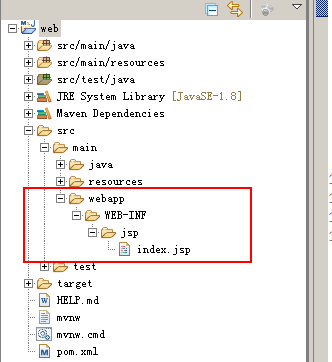 web
src/main/java
src/main/resources
src/test/java
JRE System Library [JavaSE-1.8]
Maven Dependencies
src
main
java
resources
webapp
WEB-INF
jsp
index.jsp
test
target
HELP.md
mvnw
mvnw.cmd
pom.xml